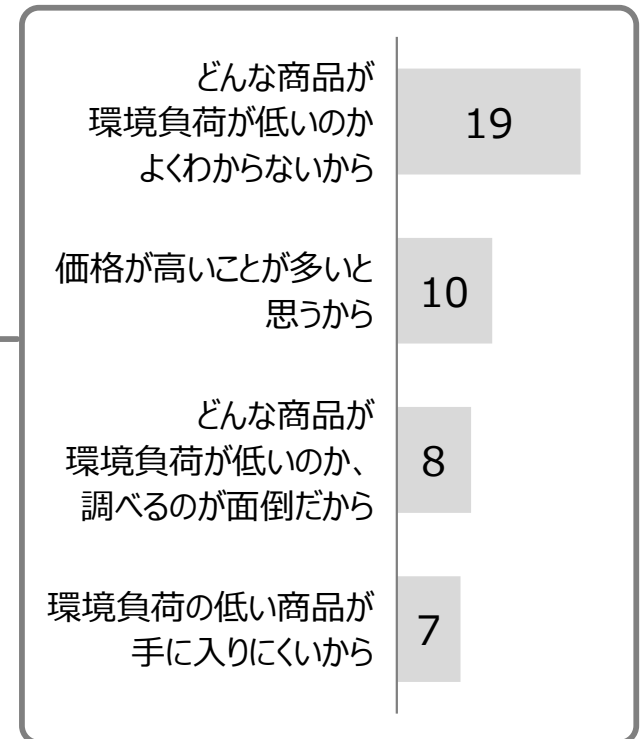 どんな商品が
環境負荷が低いのか
よくわからないから
19
価格が高いことが多いと
思うから
10
どんな商品が
環境負荷が低いのか、
調べるのが面倒だから
8
環境負荷の低い商品が
手に入りにくいから
7